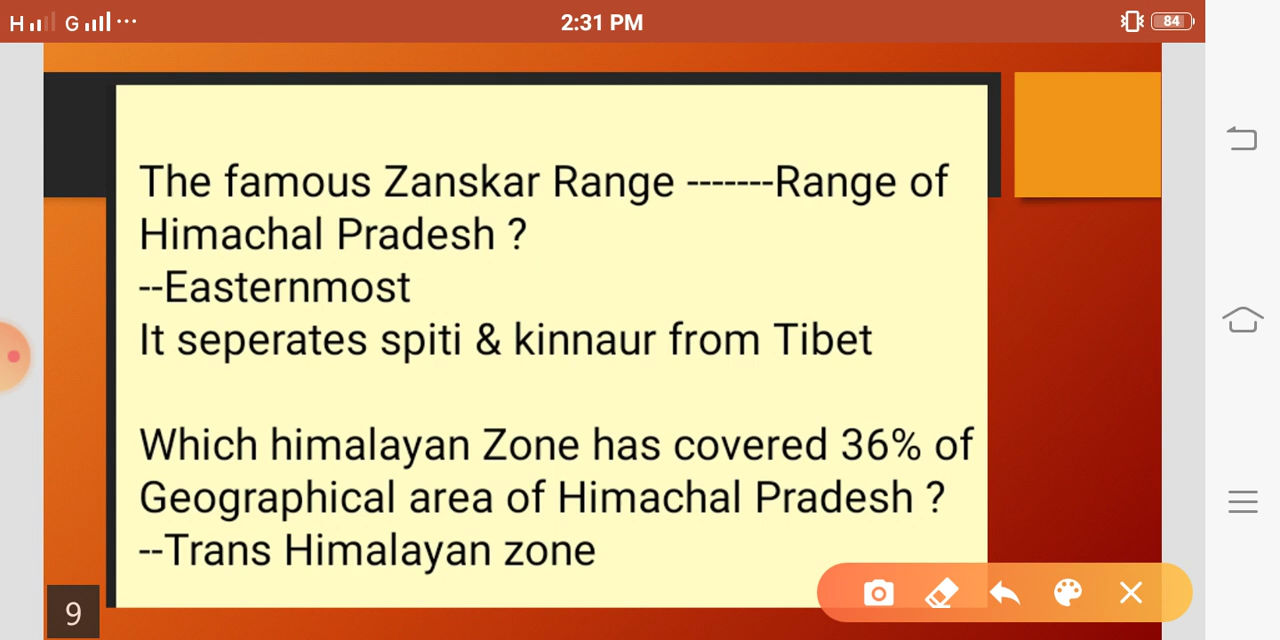 H G 2:31 PM 84
The famous Zanskar Range -------Range of
Himachal Pradesh ?
--Easternmost
It seperates spiti & kinnaur from Tibet
Which himalayan Zone has covered 36% of
Geographical area of Himachal Pradesh ?
--Trans Himalayan zone
9